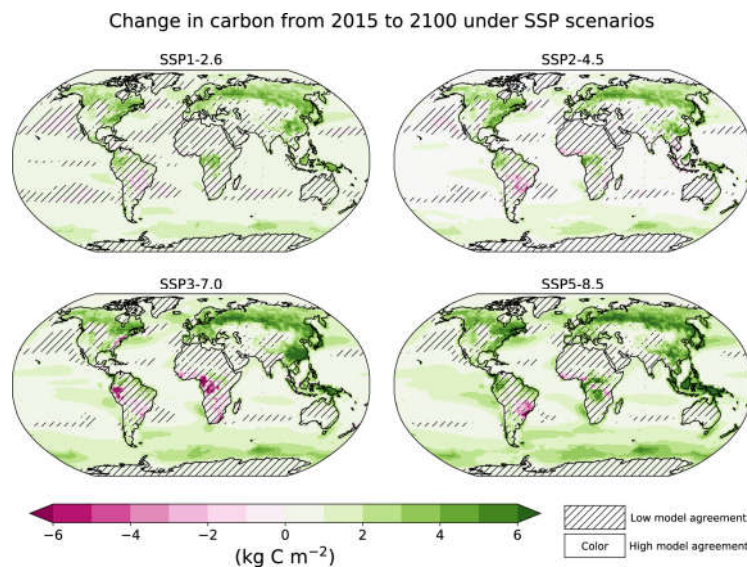 Change in carbon from 2015 to 2100 under SSP scenarios
SSP1-2.6
SSP2-4.5
SSP3-7.0
SSP5-8.5
−6 −4 −2 0 2 4 6
(kg C m⁻²)
Low model agreement
Color High model agreement